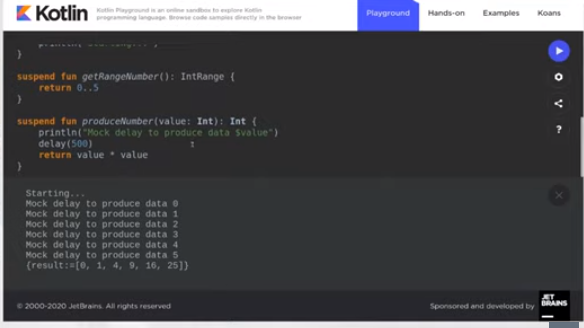 Kotlin
Kotlin Playground is an online sandbox to explore Kotlin
programming language. Browse code samples directly in the browser
Playground
Hands-on
Examples
Koans
}
suspend fun getRangeNumber(): IntRange {
return 0..5
}
suspend fun produceNumber(value: Int): Int {
println("Mock delay to produce data $value")
delay(500)
return value * value
}
?
Starting...
Mock delay to produce data 0
Mock delay to produce data 1
Mock delay to produce data 2
Mock delay to produce data 3
Mock delay to produce data 4
Mock delay to produce data 5
{result:=[0, 1, 4, 9, 16, 25]}
© 2000-2020 JetBrains. All rights reserved
Sponsored and developed by
JET
BRAINS